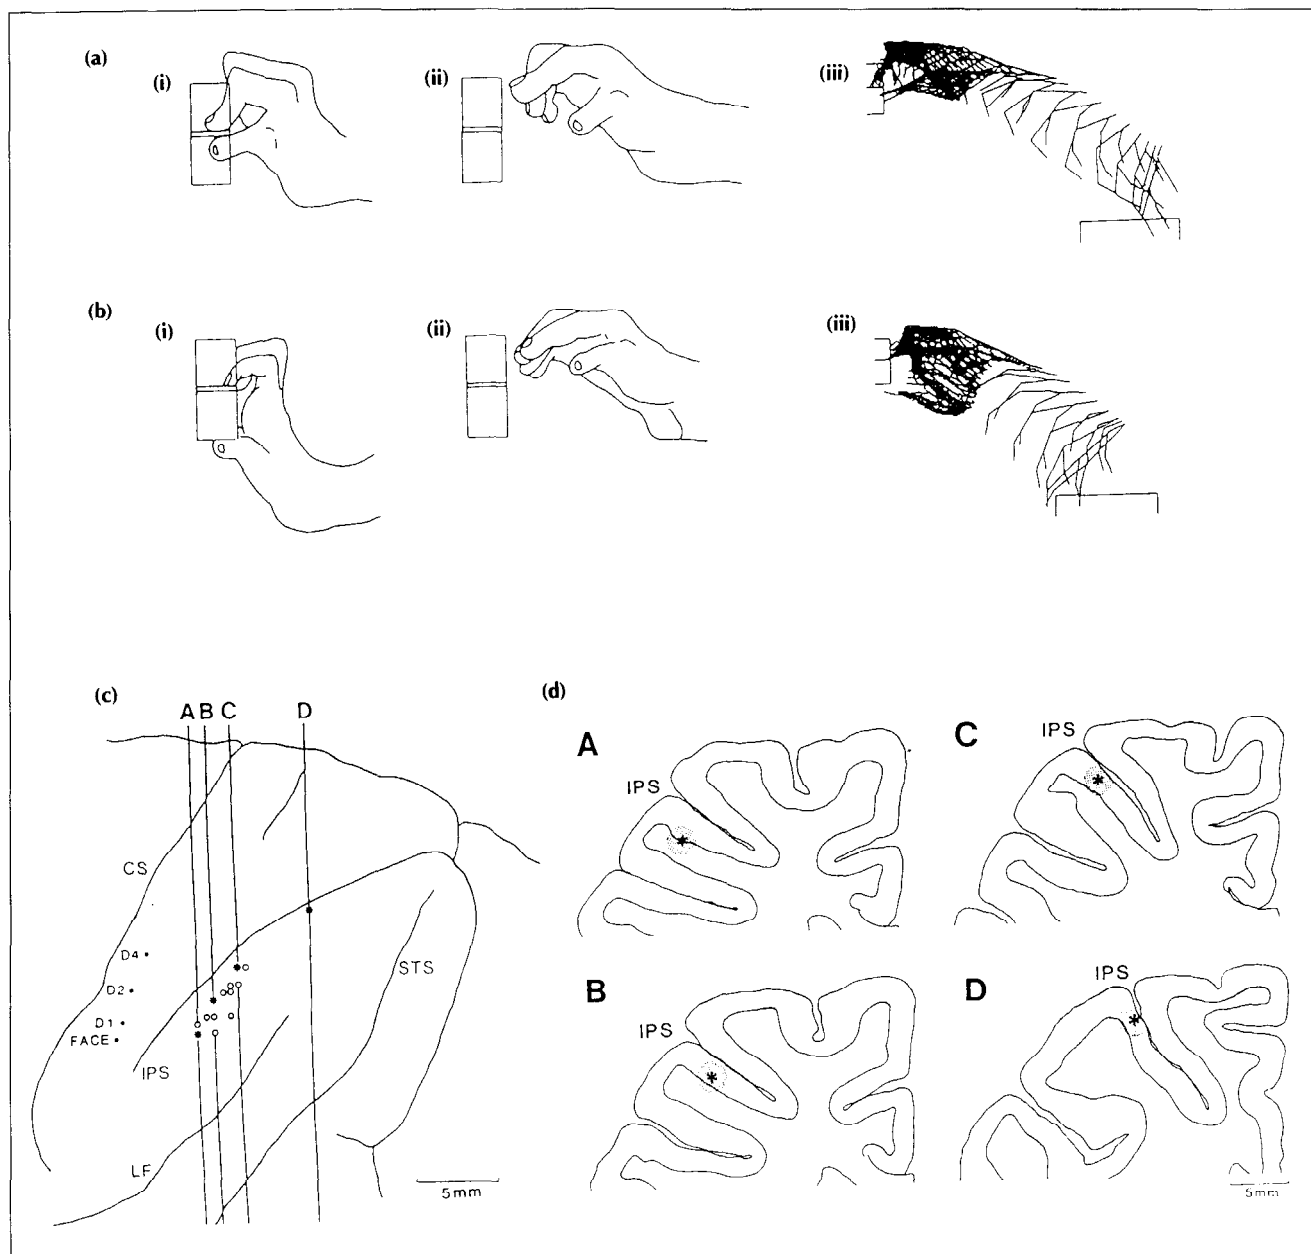 (a)
(i)
(ii)
(iii)
(b)
(i)
(ii)
(iii)
(c)
A B C D
CS
D4
D2
D1
FACE
IPS
STS
LF
5mm
(d)
A
IPS
C
IPS
B
IPS
D
IPS
5mm